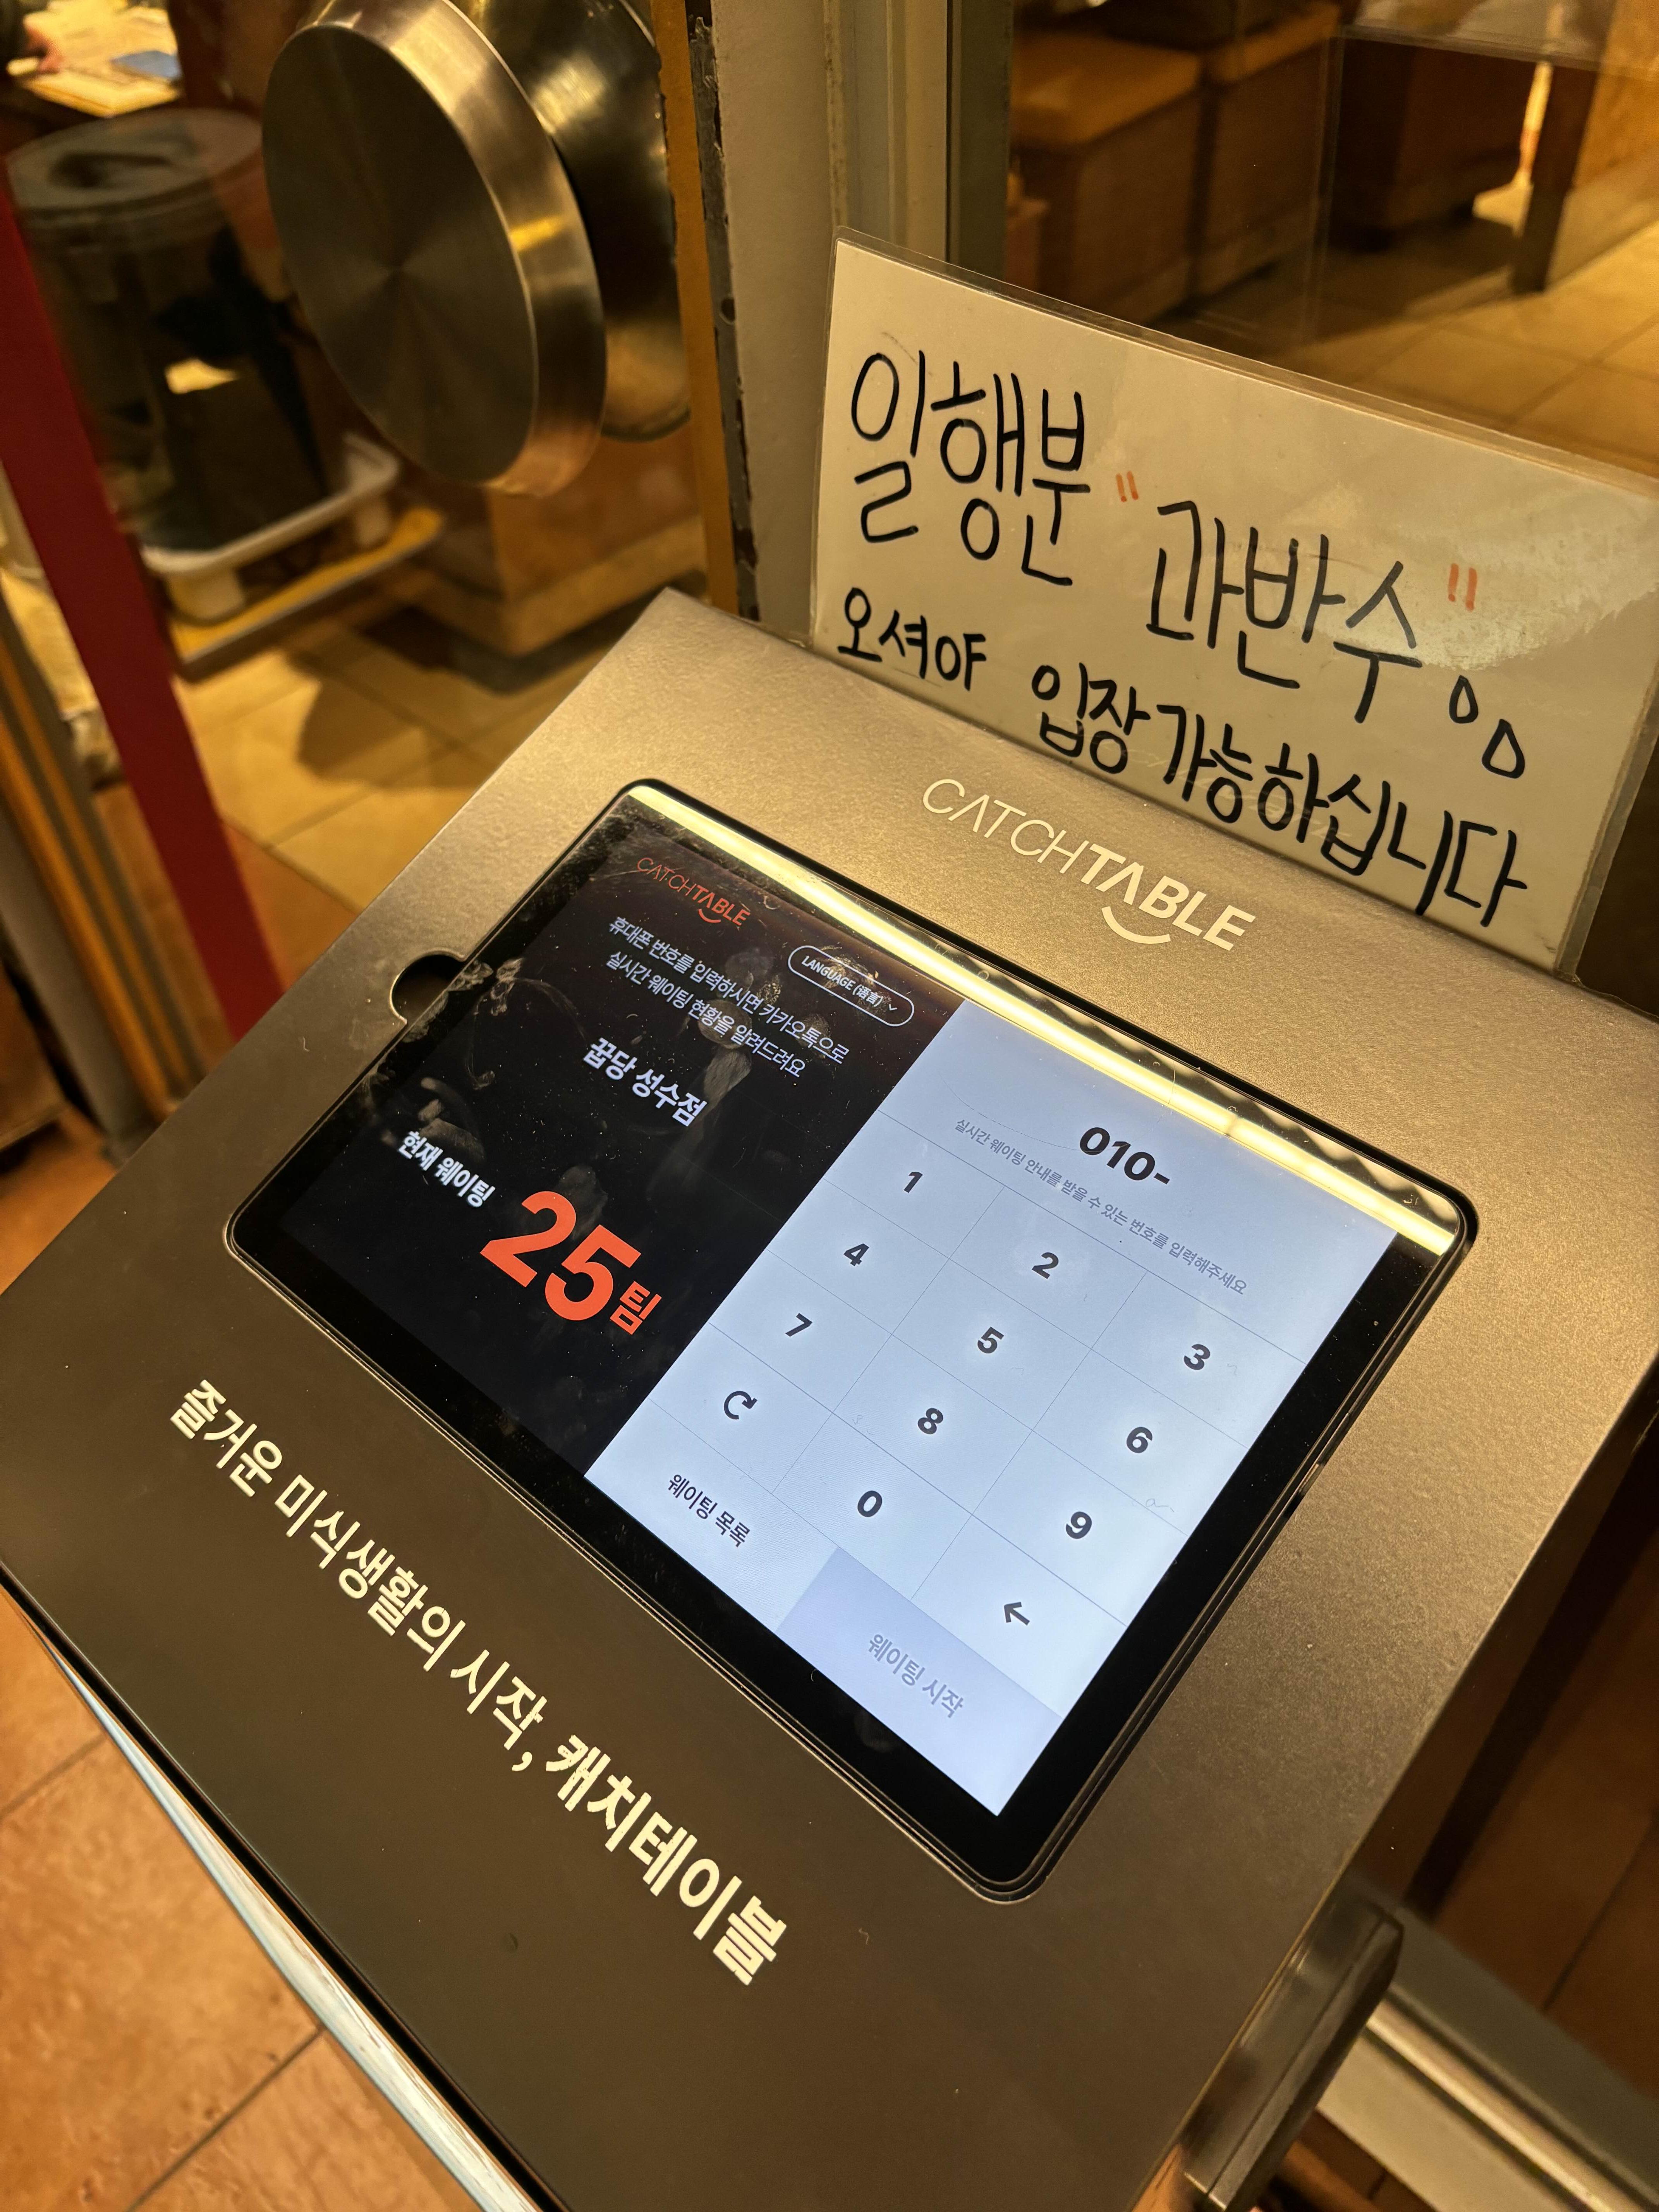 일행분 "과반수 이상"
오셔야 입장 가능하십니다
CATCHTABLE
CATCHTABLE
LANGUAGE (语言)
휴대폰 번호를 입력하시면 카카오톡으로
실시간 웨이팅 현황을 알려드려요
꿉당 성수점
현재 웨이팅 25팀
010-
실시간 웨이팅 안내를 받을 수 있는 번호를 입력해주세요
1 2 3
4 5 6
7 8 9
0 ←
웨이팅 목록 웨이팅 시작
즐거운 미식생활의 시작, 캐치테이블